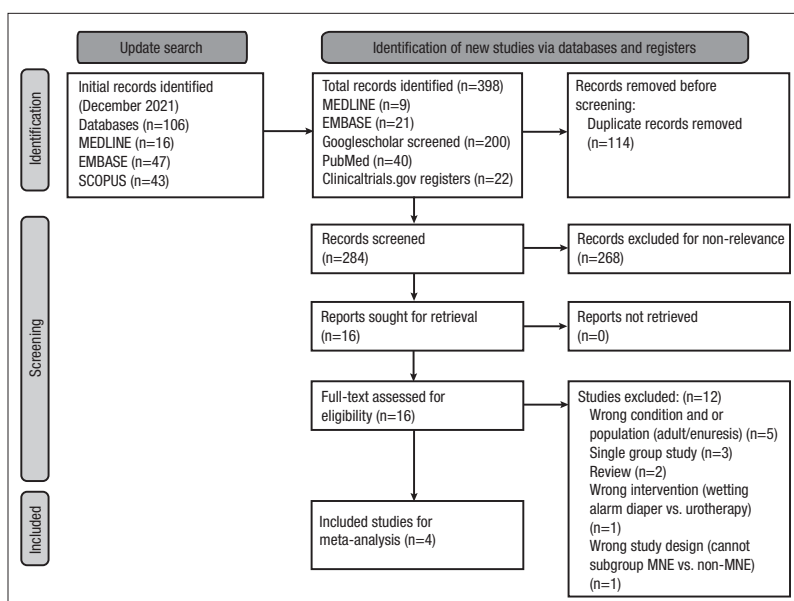 Update search
Identification of new studies via databases and registers
Identification
Initial records identified
(December 2021)
Databases (n=106)
MEDLINE (n=16)
EMBASE (n=47)
SCOPUS (n=43)
Total records identified (n=398)
MEDLINE (n=9)
EMBASE (n=21)
Googlescholar screened (n=200)
PubMed (n=40)
Clinicaltrials.gov registers (n=22)
Records removed before
screening:
Duplicate records removed
(n=114)
Screening
Records screened
(n=284)
Records excluded for non-relevance
(n=268)
Reports sought for retrieval
(n=16)
Reports not retrieved
(n=0)
Full-text assessed for
eligibility (n=16)
Studies excluded: (n=12)
Wrong condition and or
population (adult/enuresis) (n=5)
Single group study (n=3)
Review (n=2)
Wrong intervention (wetting
alarm diaper vs. urotherapy)
(n=1)
Wrong study design (cannot
subgroup MNE vs. non-MNE)
(n=1)
Included
Included studies for
meta-analysis (n=4)